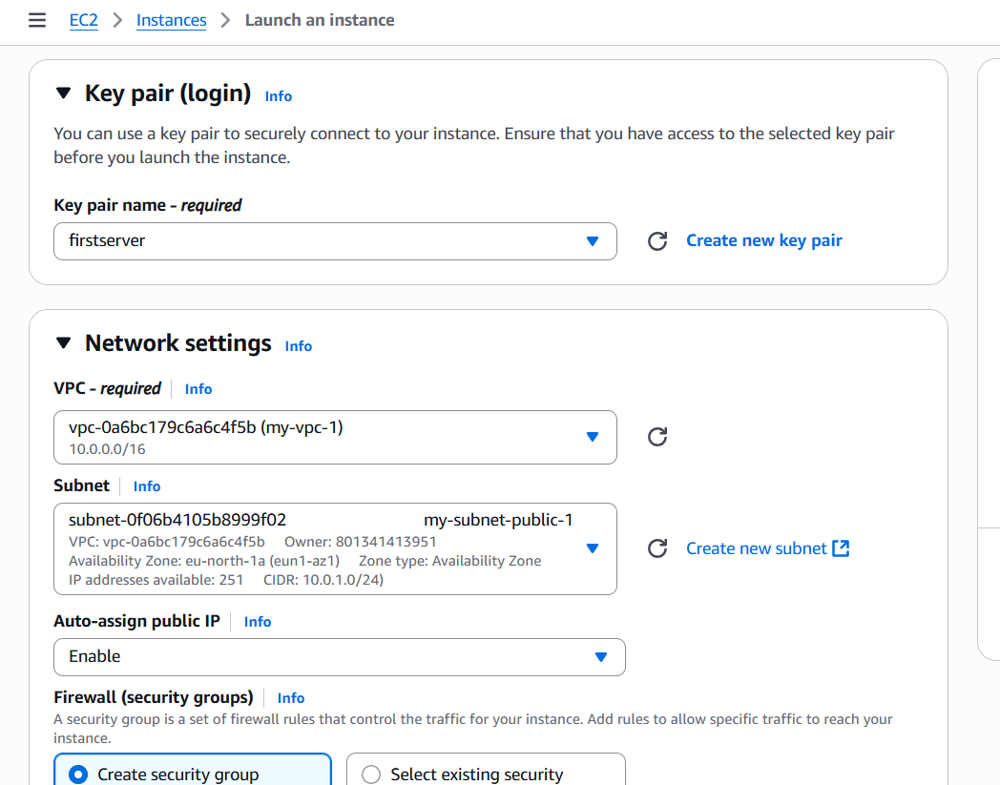 EC2 > Instances > Launch an instance
Key pair (login) Info
You can use a key pair to securely connect to your instance. Ensure that you have access to the selected key pair
before you launch the instance.
Key pair name - required
firstserver
Create new key pair
Network settings Info
VPC - required | Info
vpc-0a6bc179c6a6c4f5b (my-vpc-1)
10.0.0.0/16
Subnet | Info
subnet-0f06b4105b8999f02 my-subnet-public-1
VPC: vpc-0a6bc179c6a6c4f5b Owner: 801341413951
Availability Zone: eu-north-1a (eun1-az1) Zone type: Availability Zone
IP addresses available: 251 CIDR: 10.0.1.0/24)
Create new subnet
Auto-assign public IP | Info
Enable
Firewall (security groups) | Info
A security group is a set of firewall rules that control the traffic for your instance. Add rules to allow specific traffic to reach your
instance.
Create security group
Select existing security